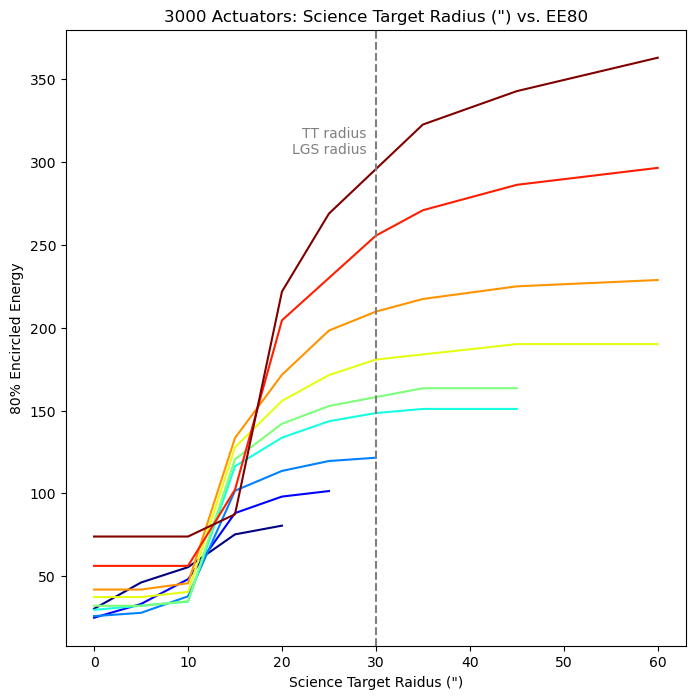 3000 Actuators: Science Target Radius (") vs. EE80
350
300
250
200
150
100
50
80% Encircled Energy
TT radius
LGS radius
0
10
20
30
40
50
60
Science Target Raidus (")